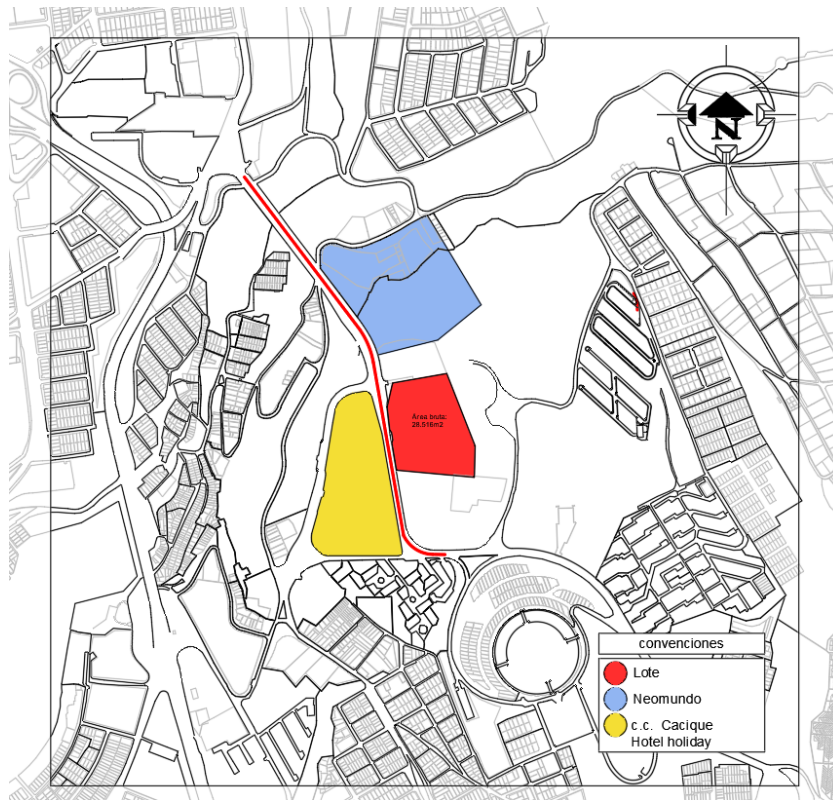 N
Área bruta:
28.516m2
convenciones
Lote
Neomundo
c.c. Cacique
Hotel holiday